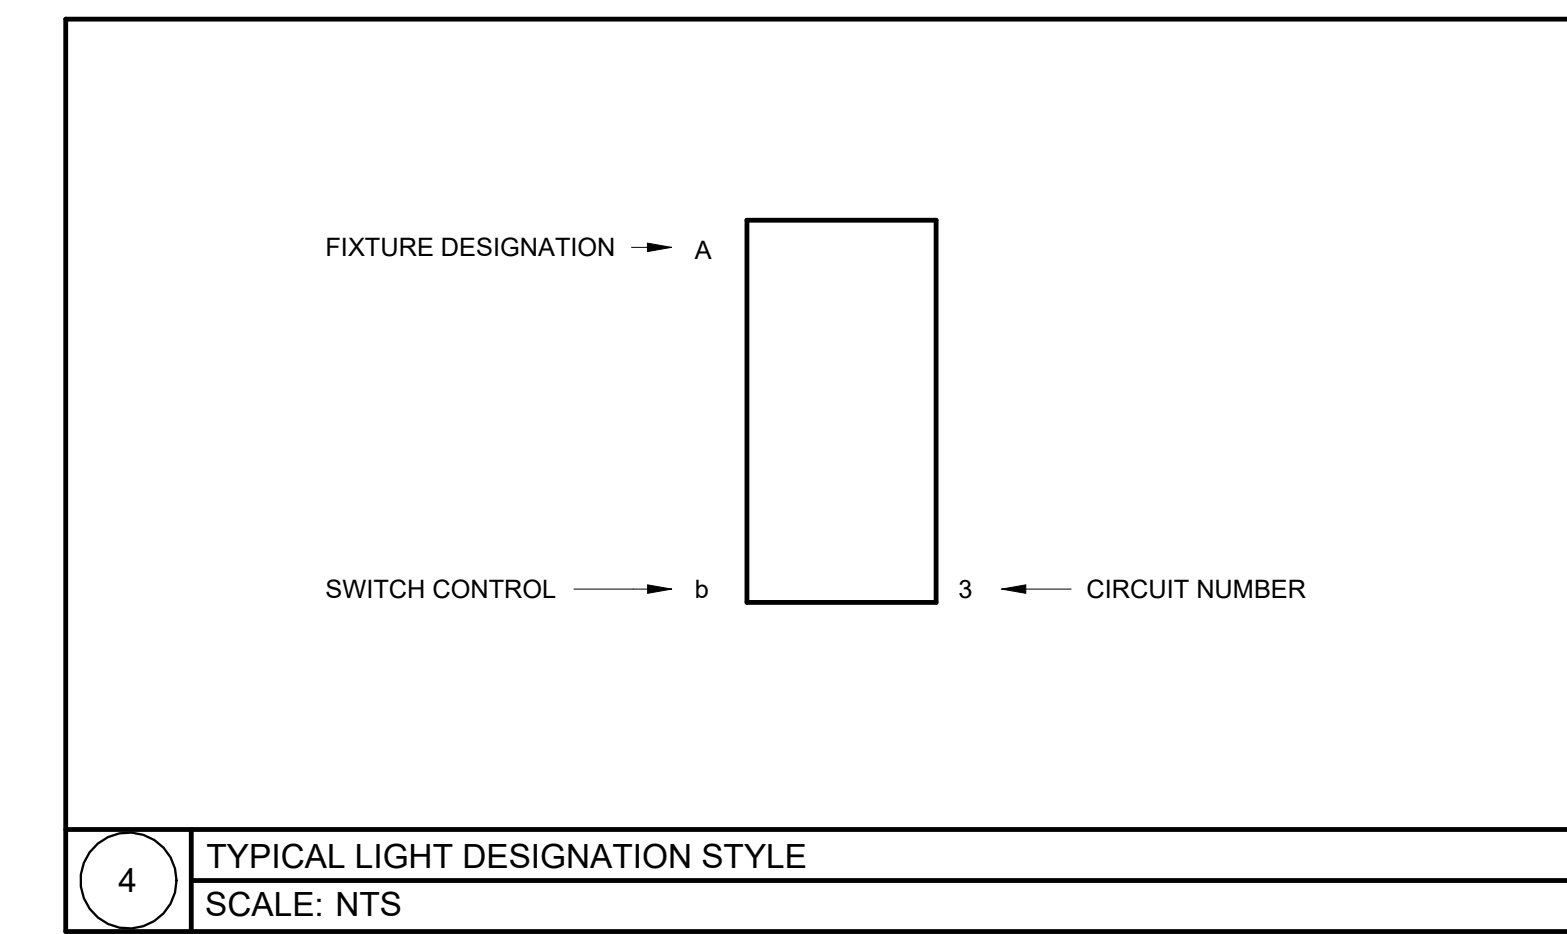 FIXTURE DESIGNATION A
SWITCH CONTROL b 3 CIRCUIT NUMBER
4 TYPICAL LIGHT DESIGNATION STYLE
SCALE: NTS